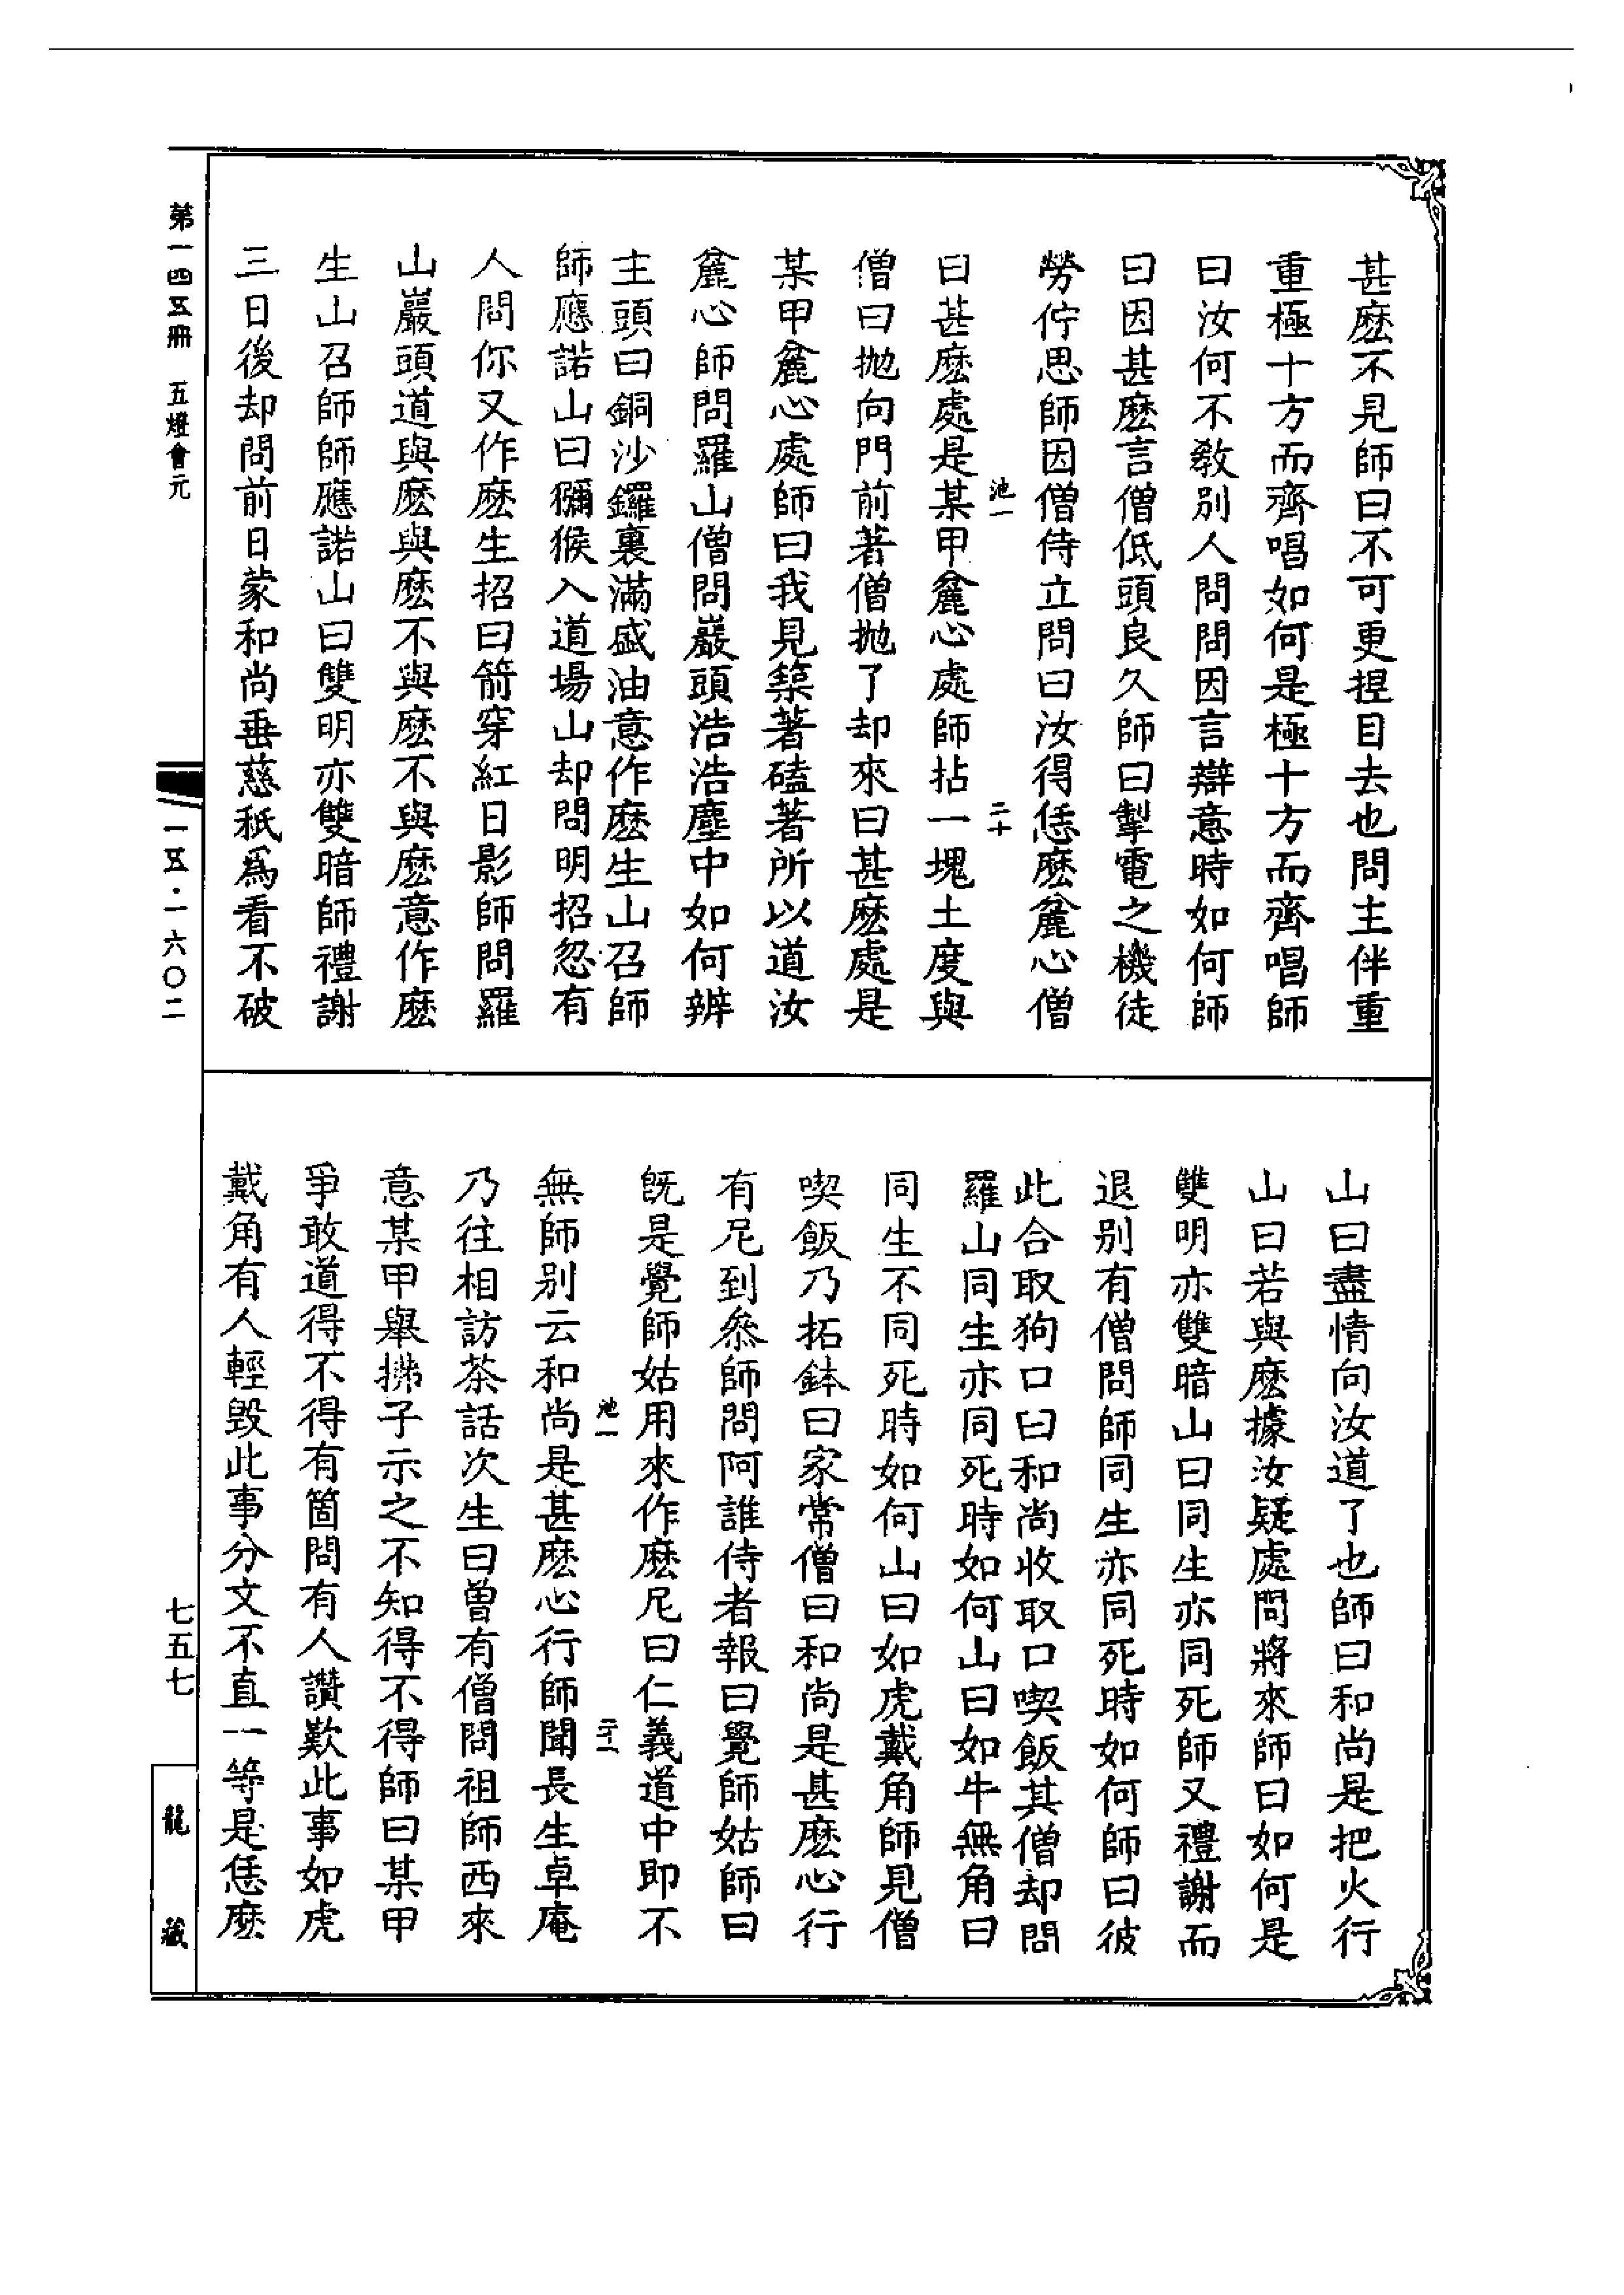 甚麽不見師曰不可更捏目去也問主伴重
重極十方而齊唱如何是極十方而齊唱師
曰汝何不教別人問問因言辯意時如何師
曰因甚麽言僧低頭良久師曰掣電之機徒
勞佇思師因僧侍立問曰汝得恁麽麄心僧
池一 二十
曰甚麽處是某甲麄心處師拈一塊土度與
僧曰拋向門前著僧拋了却來曰甚麽處是
某甲麄心處師曰我見築著磕著所以道汝
麄心師問羅山僧問巖頭浩浩塵中如何辨
主頭曰銅沙鑼裏滿盛油意作麽生山召師
師應諾山曰獼猴入道場山却問明招忽有
人問你又作麽生招曰箭穿紅日影師問羅
山巖頭道與麽與麽不與麽不與麽意作麽
生山召師師應諾山曰雙明亦雙暗師禮謝
三日後却問前日蒙和尚垂慈秖爲看不破
山曰盡情向汝道了也師曰和尚是把火行
山曰若與麽據汝疑處問將來師曰如何是
雙明亦雙暗山曰同生亦同死師又禮謝而
退別有僧問師同生亦同死時如何師曰彼
此合取狗口曰和尚收取口喫飯其僧却問
羅山同生亦同死時如何山曰如牛無角曰
同生不同死時如何山曰如虎戴角師見僧
喫飯乃拓鉢曰家常僧曰和尚是甚麽心行
有尼到叅師問阿誰侍者報曰覺師姑師曰
既是覺師姑用來作麽尼曰仁義道中即不
池一 二十一
無師別云和尚是甚麽心行師聞長生卓庵
乃往相訪茶話次生曰曾有僧問祖師西來
意某甲舉拂子示之不知得不得師曰某甲
爭敢道得不得有箇問有人讚歎此事如虎
戴角有人輕毀此事分文不直一等是恁麽
第一四五冊 五燈會元
一五·一六〇二
七五七
龍藏